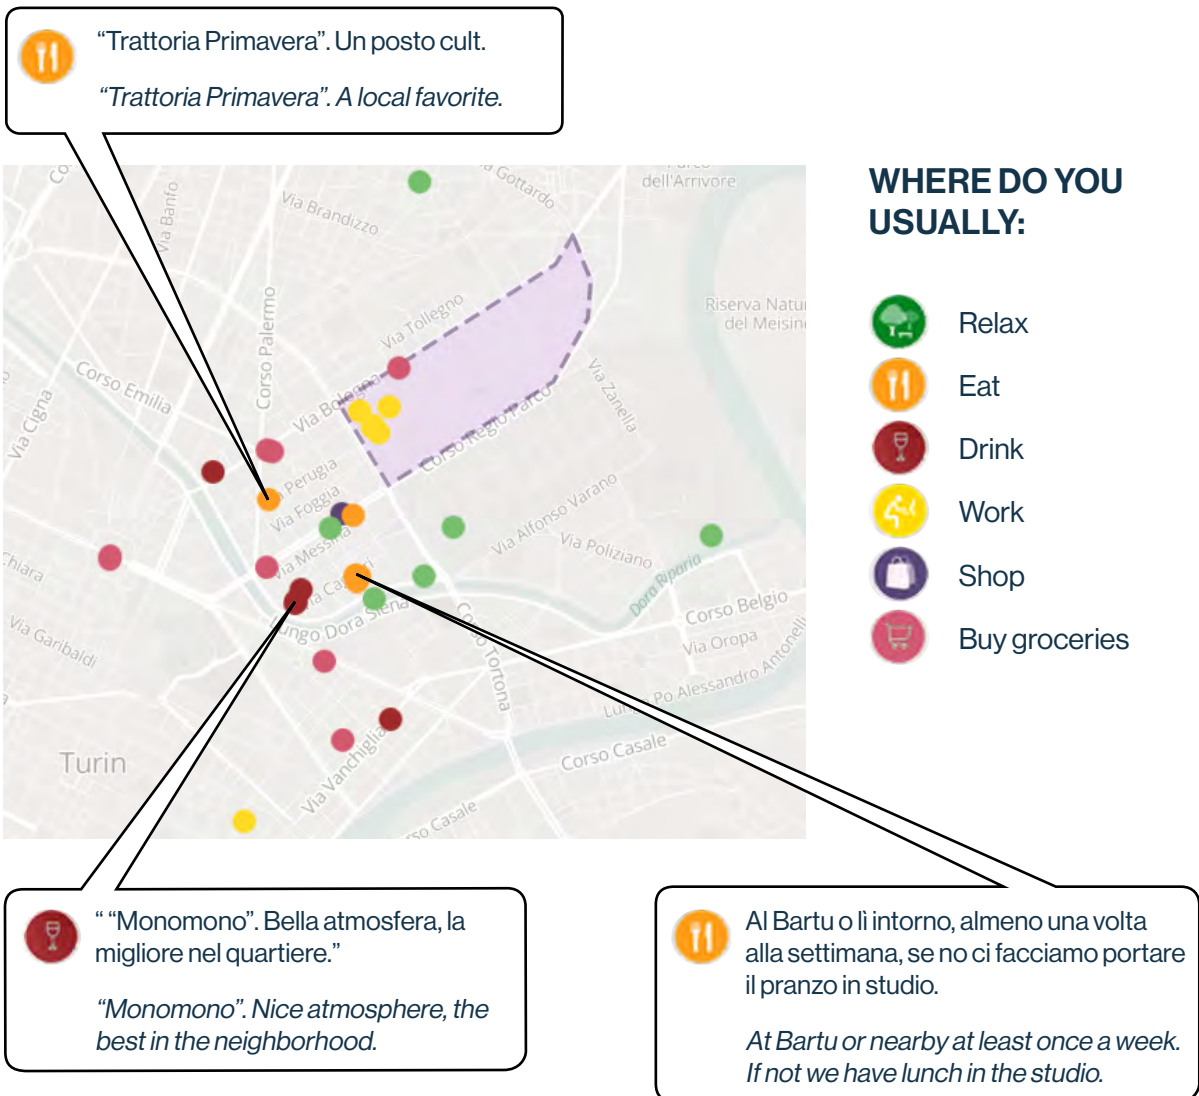 “Trattoria Primavera”. Un posto cult.
“Trattoria Primavera”. A local favorite.
WHERE DO YOU
USUALLY:
Relax
Eat
Drink
Work
Shop
Buy groceries
Gottardo
dell'Arrivore
Via Banfo
Via Brandizzo
Riserva Natu
del Meisin
Via Tollegno
Corso Palermo
Corso Emilia
Via Cigna
Via Bologna
Via Zanella
Corso Regio Parco
Perugia
Via Foggia
Via Messina
Via Alfonso Varano
Via Poliziano
Chiara
Dora Riparia
Lungo Dora Siena
Corso Belgio
Via Oropa
Via Garibaldi
Corso Tortona
Po Alessandro Antonelli
Corso Casale
Turin
Via Vanchiglia
so Casale
“ “Monomono”. Bella atmosfera, la
migliore nel quartiere.”
“Monomono”. Nice atmosphere, the
best in the neighborhood.
Al Bartu o lì intorno, almeno una volta
alla settimana, se no ci facciamo portare
il pranzo in studio.
At Bartu or nearby at least once a week.
If not we have lunch in the studio.